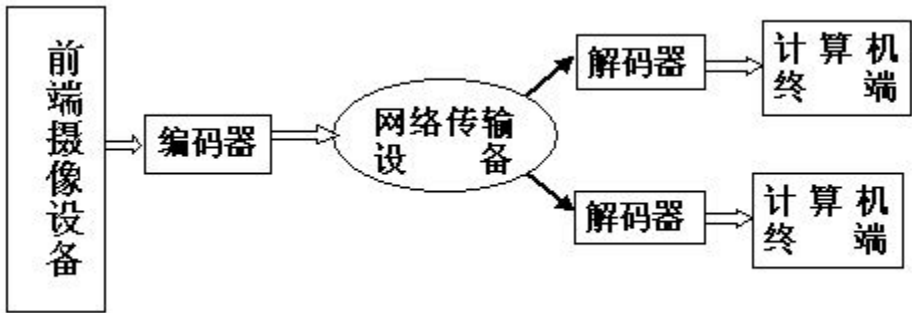 前端摄像设备
编码器
网络传输
设备
解码器
计算机
终端
解码器
计算机
终端